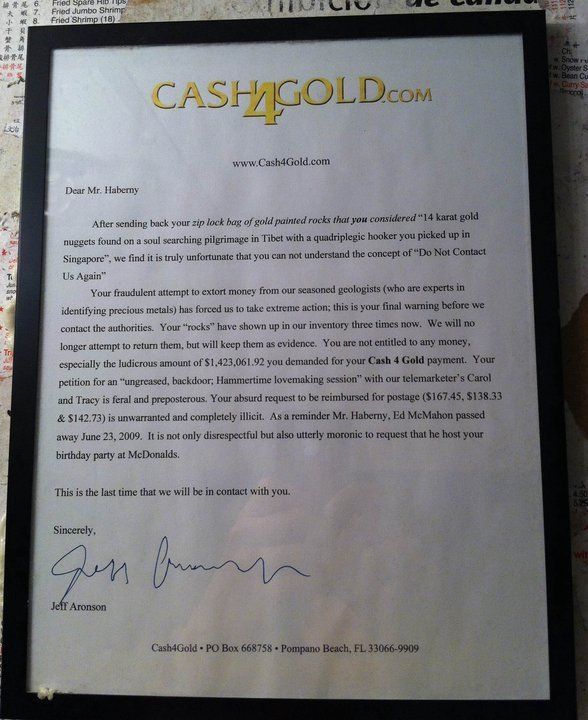 6. Fried Spare Rib Tips
7. Fried Jumbo Shrimp
8. Fried Shrimp (18)
CASH4GOLD.COM
www.Cash4Gold.com
Dear Mr. Haberny
After sending back your zip lock bag of gold painted rocks that you considered “14 karat gold
nuggets found on a soul searching pilgrimage in Tibet with a quadriplegic hooker you picked up in
Singapore”, we find it is truly unfortunate that you can not understand the concept of “Do Not Contact
Us Again”
Your fraudulent attempt to extort money from our seasoned geologists (who are experts in
identifying precious metals) has forced us to take extreme action; this is your final warning before we
contact the authorities. Your “rocks” have shown up in our inventory three times now. We will no
longer attempt to return them, but will keep them as evidence. You are not entitled to any money,
especially the ludicrous amount of $1,423,061.92 you demanded for your Cash 4 Gold payment. Your
petition for an “ungreased, backdoor; Hammertime lovemaking session” with our telemarketer’s Carol
and Tracy is feral and preposterous. Your absurd request to be reimbursed for postage ($167.45, $138.33
& $142.73) is unwarranted and completely illicit. As a reminder Mr. Haberny, Ed McMahon passed
away June 23, 2009. It is not only disrespectful but also utterly moronic to request that he host your
birthday party at McDonalds.
This is the last time that we will be in contact with you.
Sincerely,
Jeff Aronson
Jeff Aronson
Cash4Gold • PO Box 668758 • Pompano Beach, FL 33066-9909